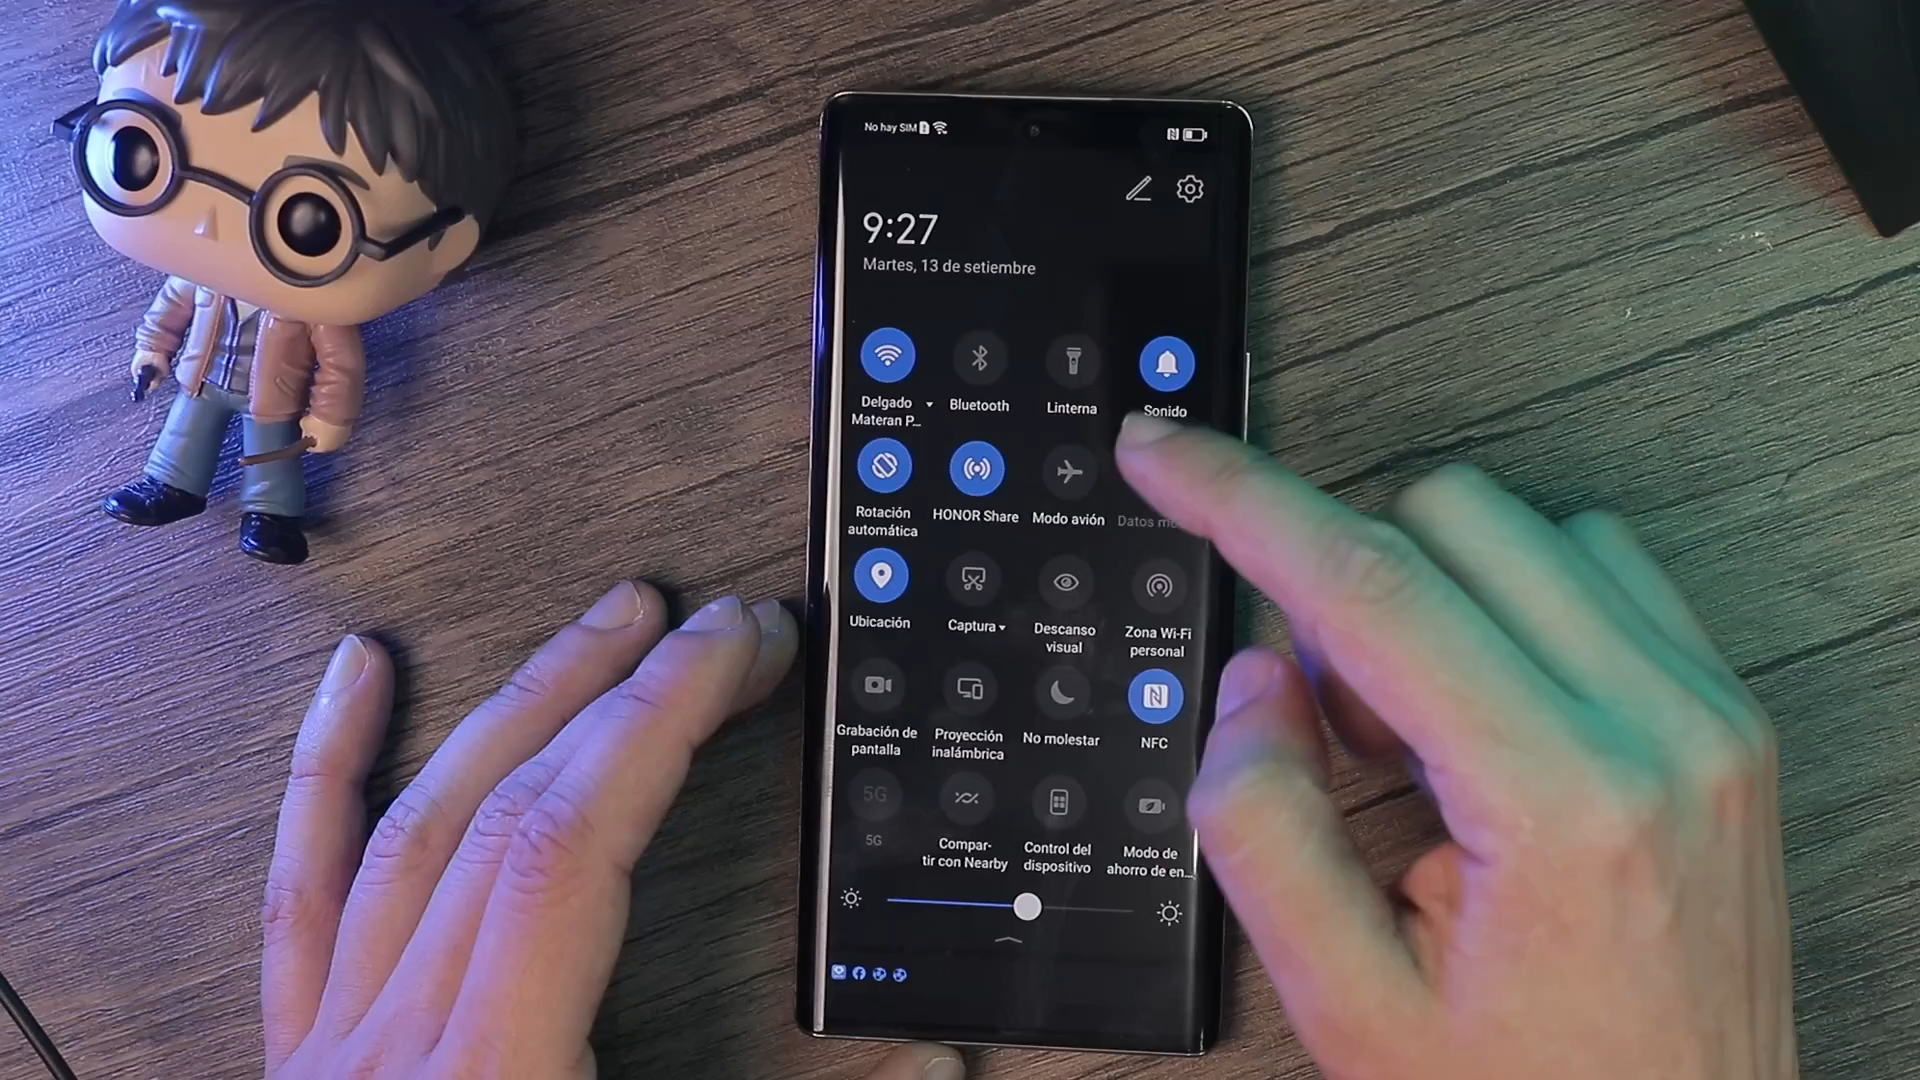 No hay SIM
9:27
Martes, 13 de setiembre
Delgado
Materan P...
Bluetooth
Linterna
Sonido
Rotación
automática
HONOR Share
Modo avión
Datos
Ubicación
Captura
Descanso
visual
Zona Wi-Fi
personal
Grabación de
pantalla
Proyección
inalámbrica
No molestar
NFC
5G
5G
Compar-
tir con Nearby
Control del
dispositivo
Modo de
ahorro de en...